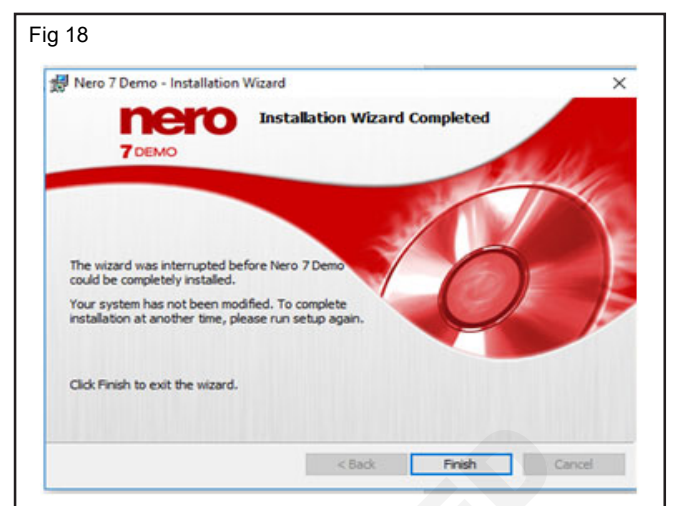 Fig 18
Nero 7 Demo - Installation Wizard
nero
7 DEMO
Installation Wizard Completed
The wizard was interrupted before Nero 7 Demo
could be completely installed.
Your system has not been modified. To complete
installation at another time, please run setup again.
Click Finish to exit the wizard.
< Back
Finish
Cancel